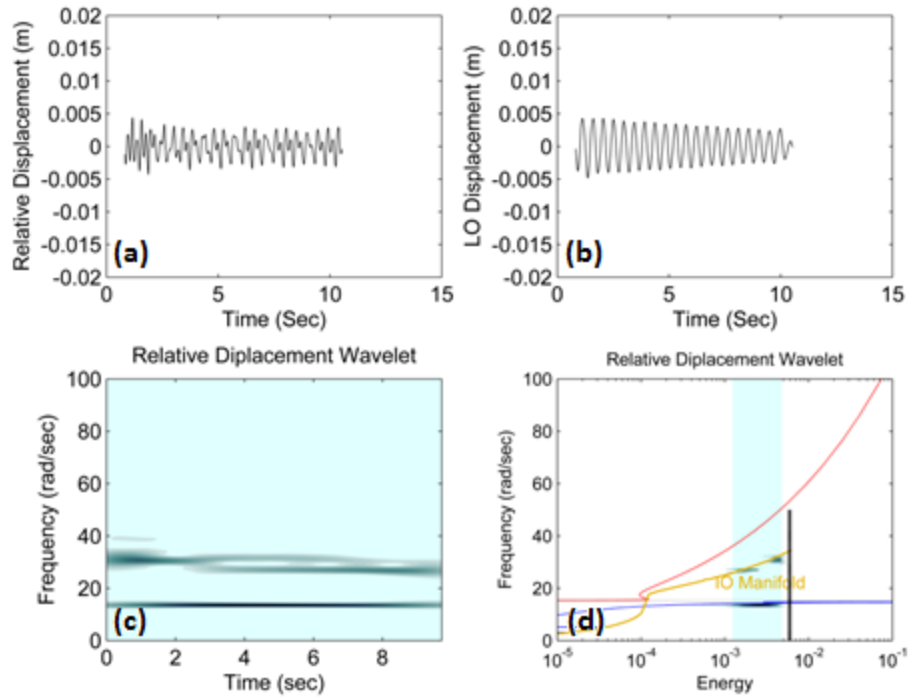 0.02
0.015
0.01
0.005
0
-0.005
-0.01
-0.015
-0.02
Relative Displacement (m)
(a)
0 5 10 15
Time (Sec)
0.02
0.015
0.01
0.005
0
-0.005
-0.01
-0.015
-0.02
LO Displacement (m)
(b)
0 5 10 15
Time (Sec)
Relative Diplacement Wavelet
100
80
60
40
20
0
Frequency (rad/sec)
(c)
0 2 4 6 8
Time (sec)
Relative Diplacement Wavelet
100
80
60
40
20
0
Frequency (rad/sec)
IO Manifold
(d)
10^-5 10^-4 10^-3 10^-2 10^-1
Energy